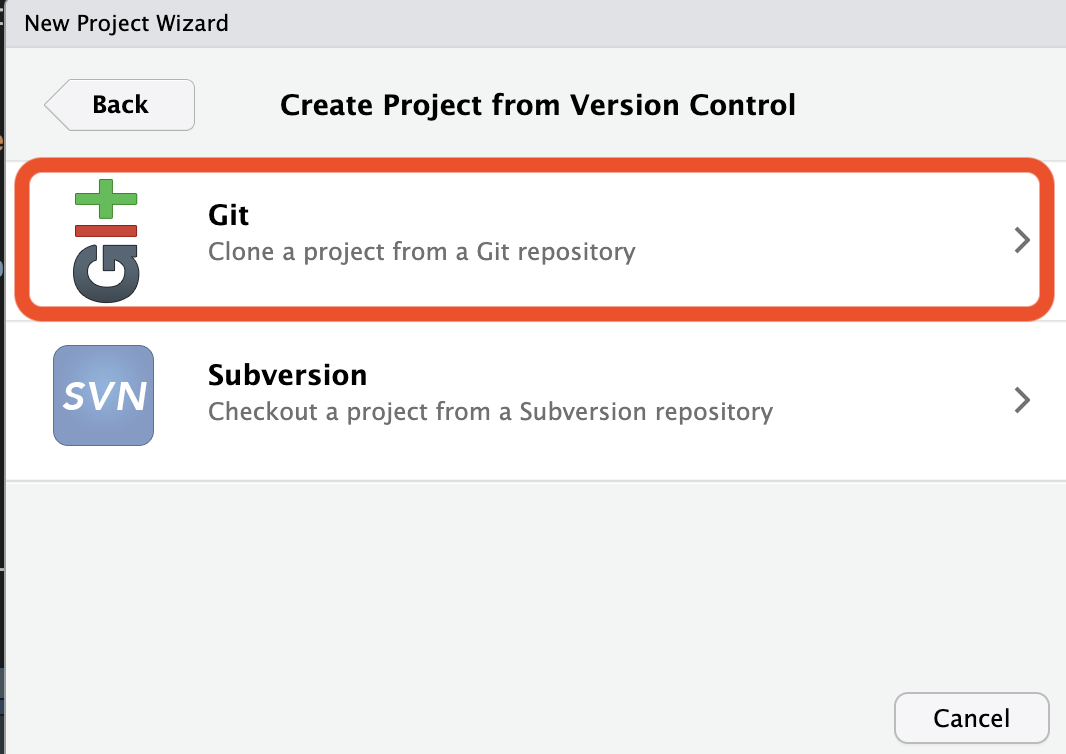 New Project Wizard
Back
Create Project from Version Control
Git
Git
Clone a project from a Git repository
SVN
Subversion
Checkout a project from a Subversion repository
Cancel